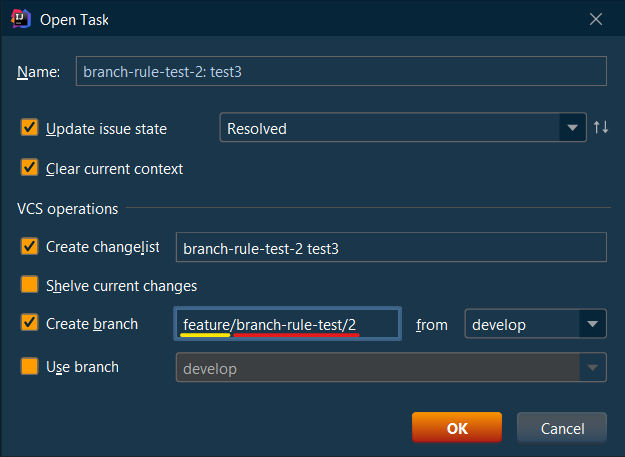 Open Task
Name: branch-rule-test-2: test3
Update issue state Resolved
Clear current context
VCS operations
Create changelist branch-rule-test-2 test3
Shelve current changes
Create branch feature/branch-rule-test/2 from develop
Use branch develop
OK Cancel